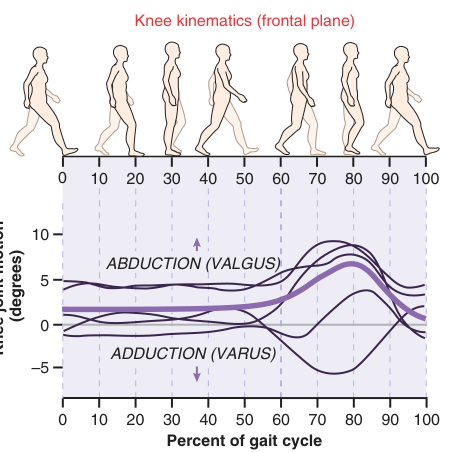 Knee kinematics (frontal plane)
0 10 20 30 40 50 60 70 80 90 100
(degrees)
10
5
0
–5
ABDUCTION (VALGUS)
ADDUCTION (VARUS)
0 10 20 30 40 50 60 70 80 90 100
Percent of gait cycle